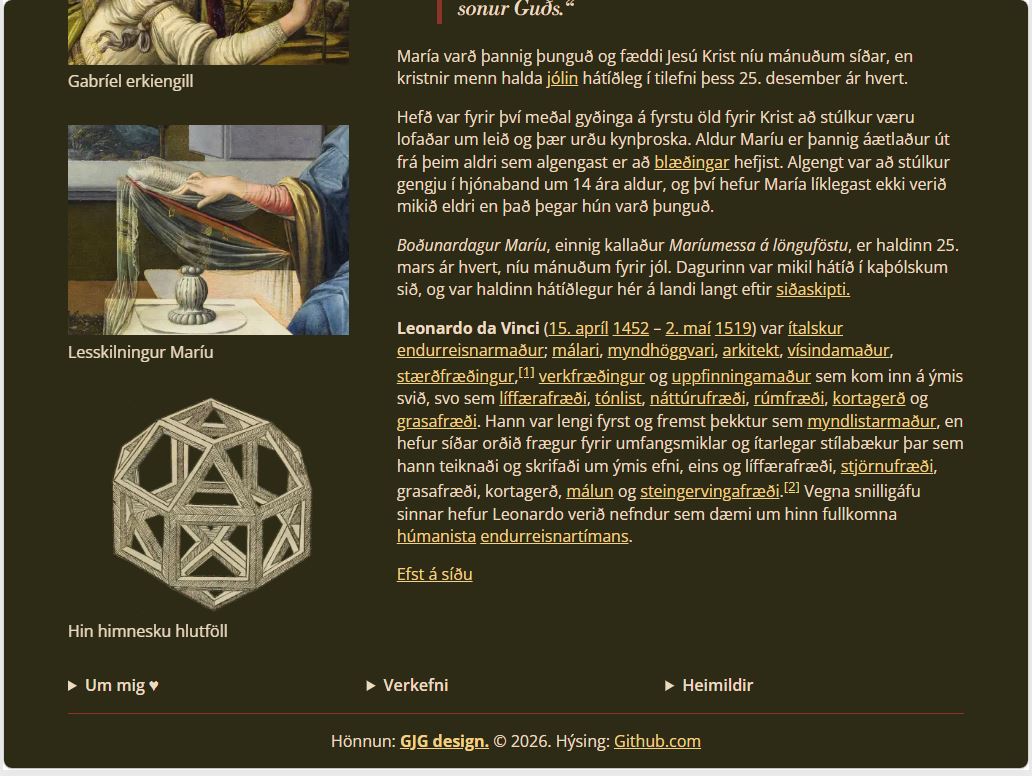 sonur Guðs.“
Gabríel erkiengill
María varð þannig þunguð og fæddi Jesú Krist níu mánuðum síðar, en
kristnir menn halda jólin hátíðleg í tilefni þess 25. desember ár hvert.
Hefð var fyrir því meðal gyðinga á fyrstu öld fyrir Krist að stúlkur væru
lofaðar um leið og þær urðu kynþroska. Aldur Maríu er þannig áætlaður út
frá þeim aldri sem algengast er að blæðingar hefjist. Algengt var að stúlkur
gengju í hjónaband um 14 ára aldur, og því hefur María líklegast ekki verið
mikið eldri en það þegar hún varð þunguð.
Boðunardagur Maríu, einnig kallaður Maríumessa á lönguföstu, er haldinn 25.
mars ár hvert, níu mánuðum fyrir jól. Dagurinn var mikil hátíð í kaþólskum
sið, og var haldinn hátíðlegur hér á landi langt eftir siðaskipti.
Lesskilningur Maríu
Leonardo da Vinci (15. apríl 1452 – 2. maí 1519) var ítalskur
endurreisnarmaður; málari, myndhöggvari, arkitekt, vísindamaður,
stærðfræðingur,[1] verkfræðingur og uppfinningamaður sem kom inn á ýmis
svið, svo sem líffærafræði, tónlist, náttúrufræði, rúmfræði, kortagerð og
grasafræði. Hann var lengi fyrst og fremst þekktur sem myndlistarmaður, en
hefur síðar orðið frægur fyrir umfangsmiklar og ítarlegar stílabækur þar sem
hann teiknaði og skrifaði um ýmis efni, eins og líffærafræði, stjörnufræði,
grasafræði, kortagerð, málun og steingervingafræði.[2] Vegna snilligáfu
sinnar hefur Leonardo verið nefndur sem dæmi um hinn fullkomna
húmanista endurreisnartímans.
Efst á síðu
Hin himnesku hlutföll
Um mig ♥
Verkefni
Heimildir
Hönnun: GJG design. © 2026. Hýsing: Github.com